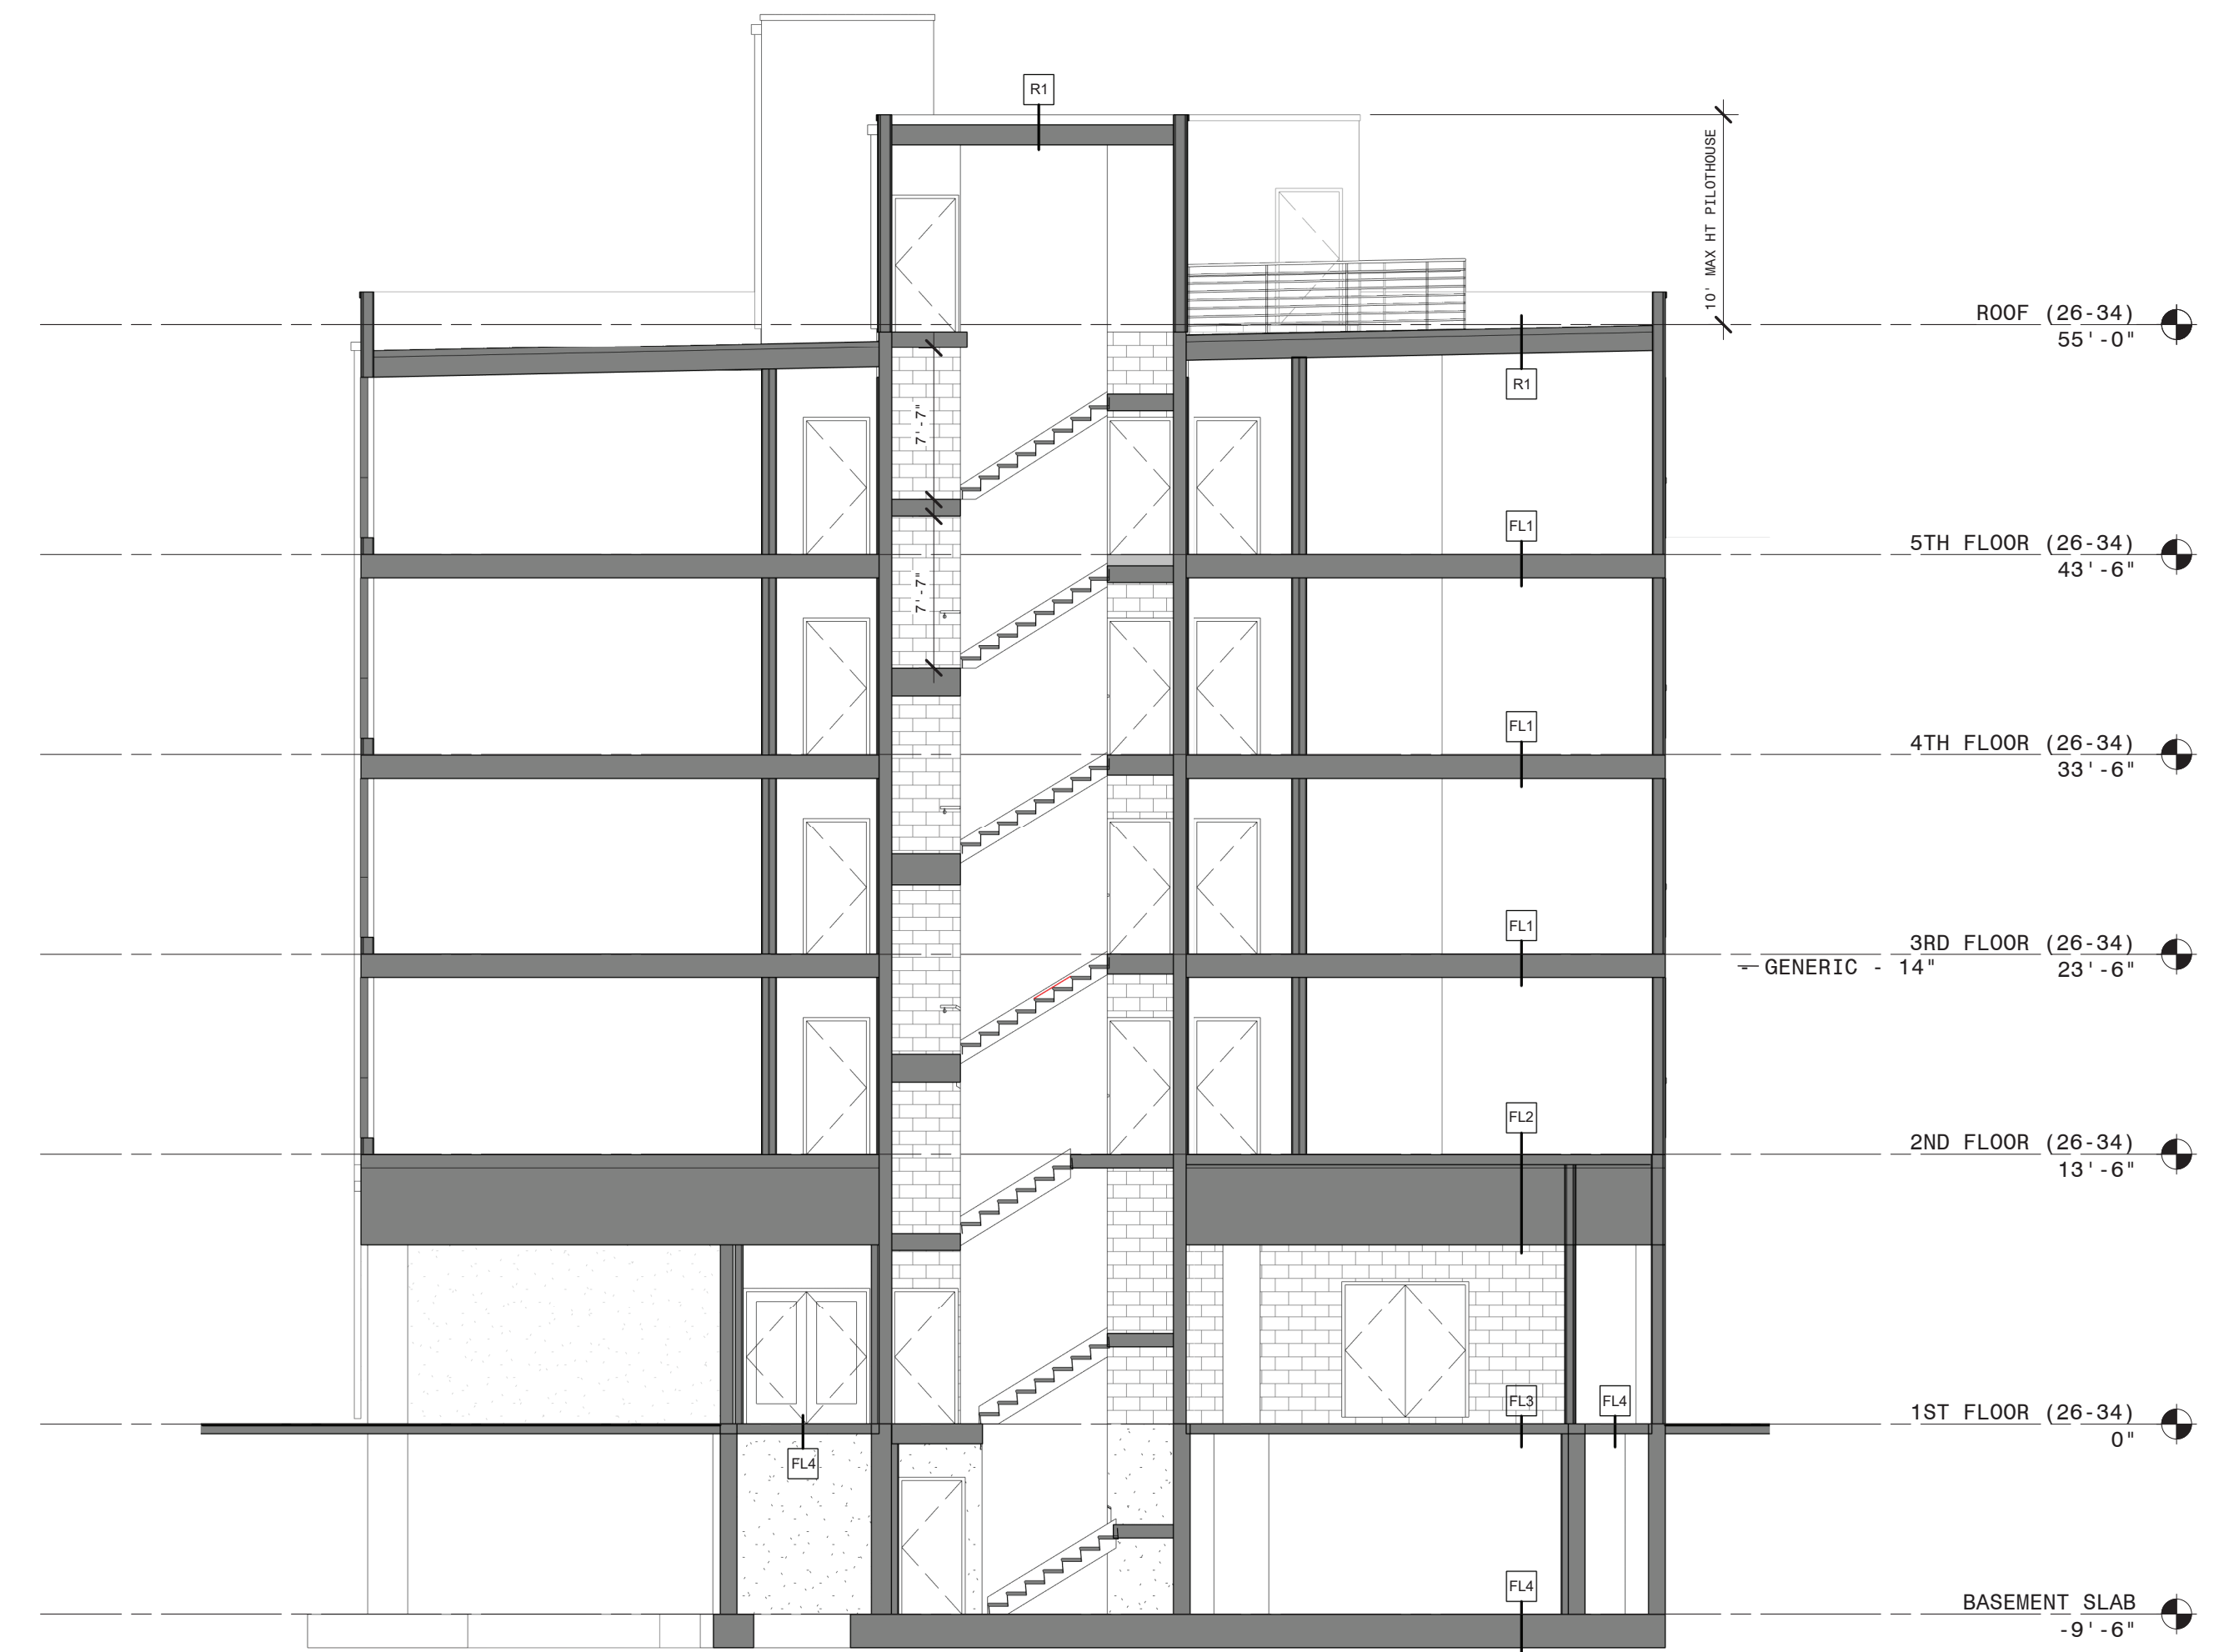 R1
10' MAX HT PILOTHOUSE
ROOF (26-34)
55'-0"
R1
7'-7"
FL1
5TH FLOOR (26-34)
43'-6"
7'-7"
FL1
4TH FLOOR (26-34)
33'-6"
FL1
3RD FLOOR (26-34)
GENERIC - 14"
23'-6"
FL2
2ND FLOOR (26-34)
13'-6"
FL3
FL4
1ST FLOOR (26-34)
0"
FL4
FL4
BASEMENT SLAB
-9'-6"